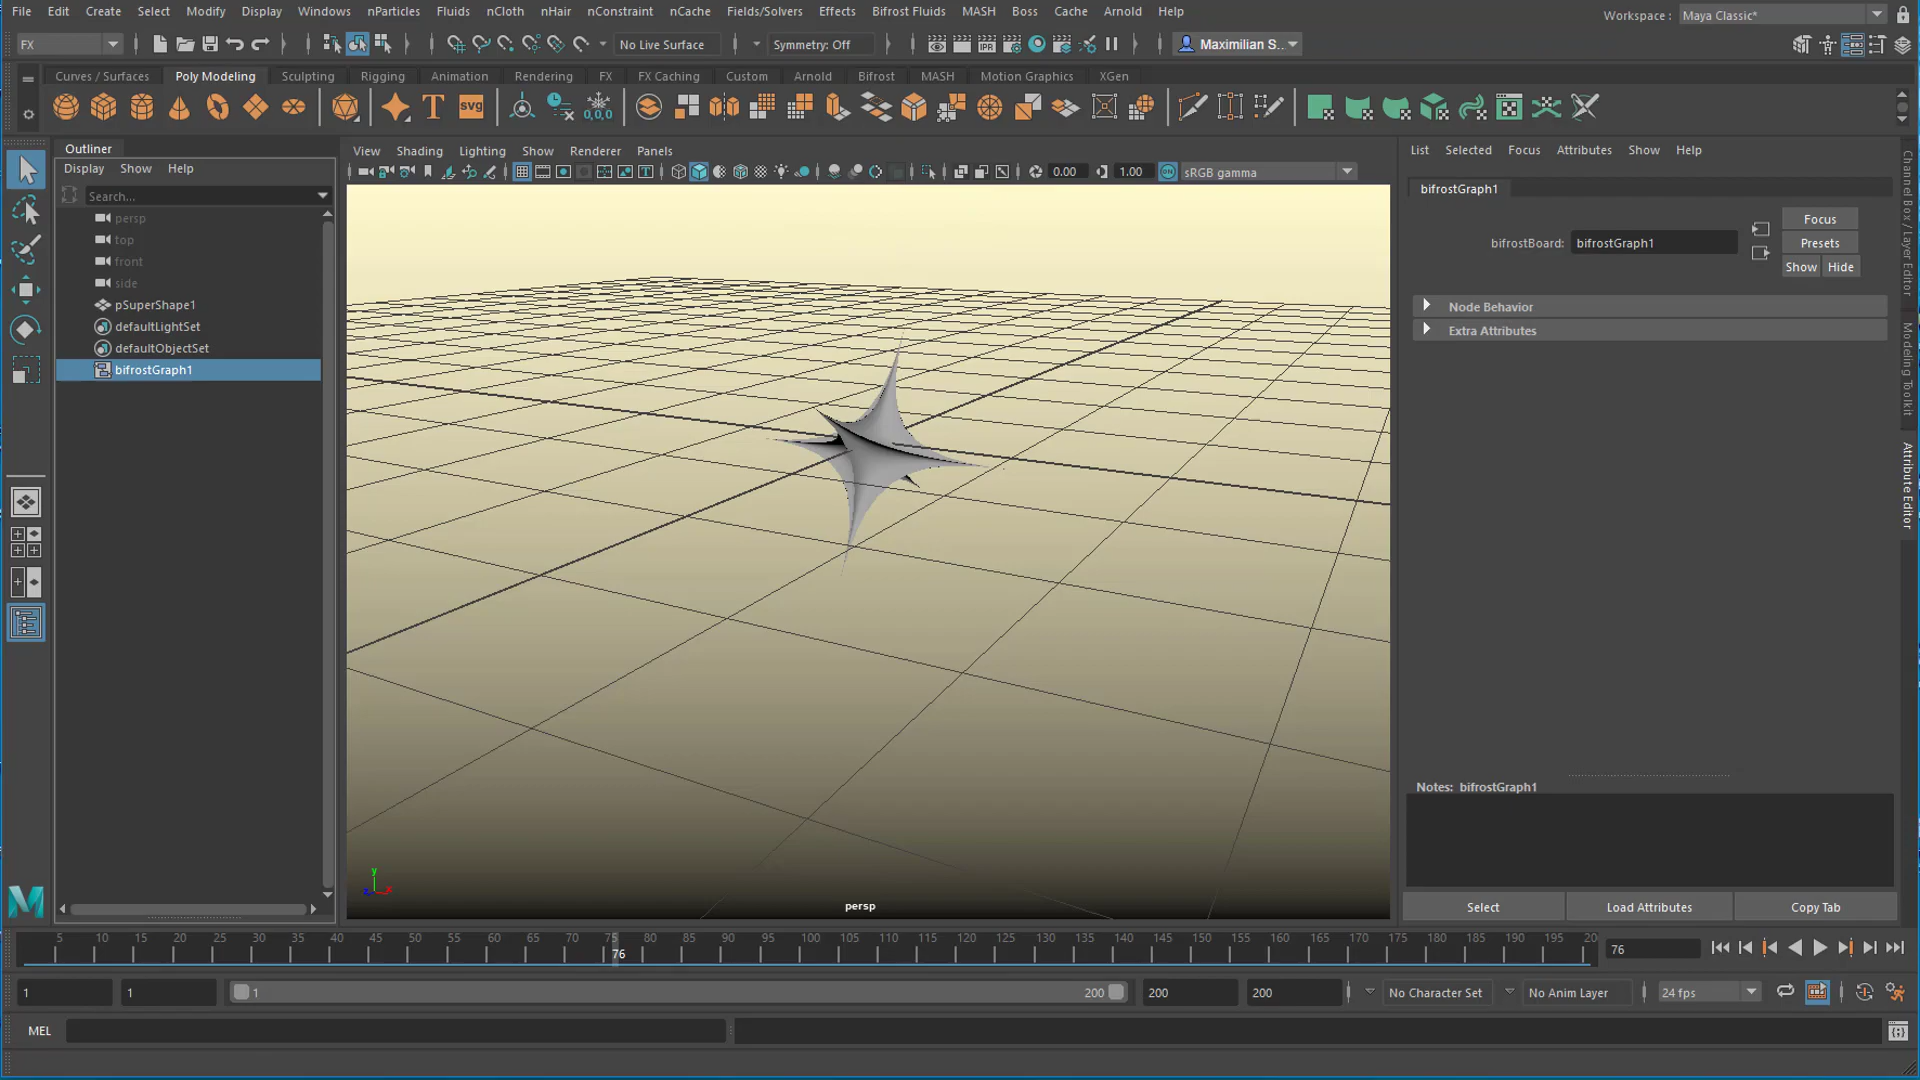 File Edit Create Select Modify Display Windows nParticles Fluids nCloth nHair nConstraint nCache Fields/Solvers Effects Bifrost Fluids MASH Boss Cache Arnold Help
Workspace : Maya Classic*
FX No Live Surface Symmetry: Off Maximilian S..
Curves / Surfaces Poly Modeling Sculpting Rigging Animation Rendering FX FX Caching Custom Arnold Bifrost MASH Motion Graphics XGen
T SVG 0,0,0
Outliner
Display Show Help
Search...
persp
top
front
side
pSuperShape1
defaultLightSet
defaultObjectSet
bifrostGraph1
View Shading Lighting Show Renderer Panels
0.00 1.00 ON sRGB gamma
y
z x
persp
List Selected Focus Attributes Show Help
bifrostGraph1
bifrostBoard: bifrostGraph1
Focus
Presets
Show Hide
Node Behavior
Extra Attributes
Notes: bifrostGraph1
Select Load Attributes Copy Tab
Channel Box / Layer Editor
Modeling Toolkit
Attribute Editor
5 10 15 20 25 30 35 40 45 50 55 60 65 70 75 80 85 90 95 100 105 110 115 120 125 130 135 140 145 150 155 160 165 170 175 180 185 190 195 20
76
76
1 1 1 200 200 200 No Character Set No Anim Layer 24 fps
MEL